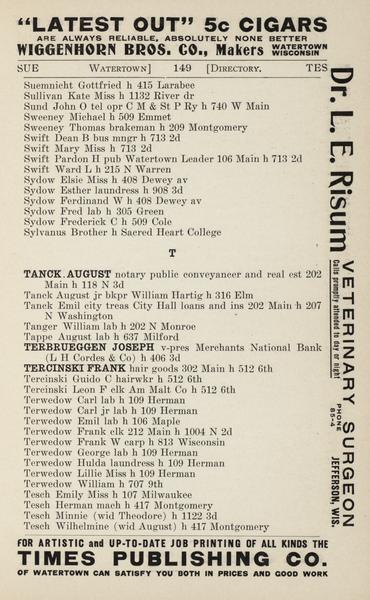 "LATEST OUT" 5c CIGARS
ARE ALWAYS RELIABLE, ABSOLUTELY NONE BETTER
WIGGENHORN BROS. CO., Makers WATERTOWN WISCONSIN
SUE WATERTOWN] 149 [DIRECTORY. TES
Suemnicht Gottfried h 415 Larabee
Sullivan Kate Miss h 1132 River dr
Sund John O tel opr C M & St P Ry h 740 W Main
Sweeney Michael h 509 Emmet
Sweeney Thomas brakeman h 209 Montgomery
Swift Dean B bus mngr h 713 2d
Swift Mary Miss h 713 2d
Swift Pardon H pub Watertown Leader 106 Main h 713 2d
Swift Ward L h 215 N Warren
Sydow Elsie Miss h 408 Dewey av
Sydow Esther laundress h 908 3d
Sydow Ferdinand W h 408 Dewey av
Sydow Fred lab h 305 Green
Sydow Frederick C h 509 Cole
Sylvanus Brother h Sacred Heart College
T
TANCK AUGUST notary public conveyancer and real est 202
Main h 118 N 3d
Tanck August jr bkpr William Hartig h 316 Elm
Tanck Emil city treas City Hall loans and ins 202 Main h 207
N Washington
Tanger William lab h 202 N Monroe
Tappe August lab h 637 Milford
TERBRUEGGEN JOSEPH v-pres Merchants National Bank
(L H Cordes & Co) h 406 3d
TERCINSKI FRANK hair goods 302 Main h 512 6th
Tercinski Guido C hairwkr h 512 6th
Tercinski Leon F clk Am Malt Co h 512 6th
Terwedow Carl lab h 109 Herman
Terwedow Carl jr lab h 109 Herman
Terwedow Emil lab h 106 Maple
Terwedow Frank clk 212 Main h 1004 N 2d
Terwedow Frank W carp h 813 Wisconsin
Terwedow George lab h 109 Herman
Terwedow Hulda laundress h 109 Herman
Terwedow Lillie Miss h 109 Herman
Terwedow William h 707 9th
Tesch Emily Miss h 107 Milwaukee
Tesch Herman mach h 417 Montgomery
Tesch Minnie (wid Theodore) h 1122 3d
Tesch Wilhelmine (wid August) h 417 Montgomery
Dr. L. E. Risum VETERINARY SURGEON
Calls promptly attended to day or night
PHONE 85-4
JEFFERSON, WIS.
FOR ARTISTIC and UP-TO-DATE JOB PRINTING OF ALL KINDS THE
TIMES PUBLISHING CO.
OF WATERTOWN CAN SATISFY YOU BOTH IN PRICES AND GOOD WORK